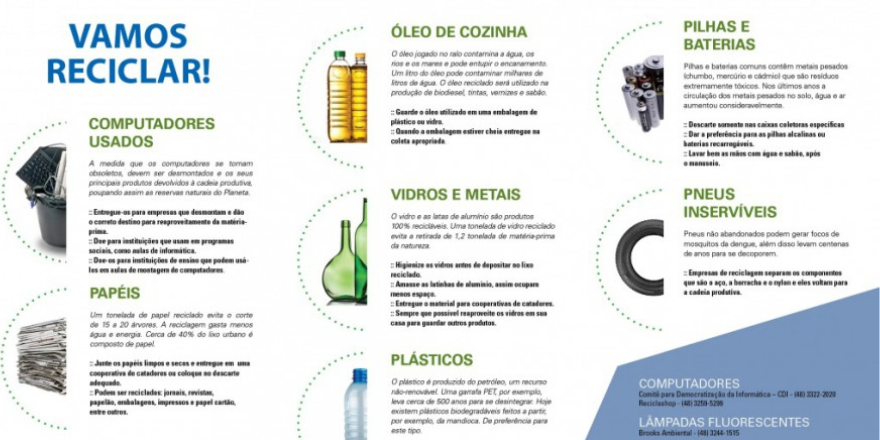 VAMOS
RECICLAR!
COMPUTADORES
USADOS
A medida que os computadores se tornam
obsoletos, devem ser desmontados e os seus
principais produtos devolvidos à cadeia produtiva,
poupando assim as reservas naturais do Planeta.
:: Entregue-os para empresas que desmontam e dão
o correto destino para reaproveitamento da matéria-
prima.
:: Doe para instituições que usam em programas
sociais, como aulas de informática.
:: Doe-os para instituições de ensino que podem usá-
los em aulas de montagem de computadores.
PAPÉIS
Um tonelada de papel reciclado evita o corte
de 15 a 20 árvores. A reciclagem gasta menos
água e energia. Cerca de 40% do lixo urbano é
composto de papel.
:: Junte os papéis limpos e secos e entregue em uma
cooperativa de catadores ou coloque no descarte
adequado.
:: Podem ser reciclados: jornais, revistas,
papelão, embalagens, impressos e papel cartão,
entre outros.
ÓLEO DE COZINHA
O óleo jogado no ralo contamina a água, os
rios e os mares e pode entupir o encanamento.
Um litro do óleo pode contaminar milhares de
litros de água. O óleo reciclado será utilizado na
produção de biodiesel, tintas, vernizes e sabão.
:: Guarde o óleo utilizado em uma embalagem de
plástico ou vidro.
:: Quando a embalagem estiver cheia entregue na
coleta apropriada.
VIDROS E METAIS
O vidro e as latas de alumínio são produtos
100% recicláveis. Uma tonelada de vidro reciclado
evita a retirada de 1,2 tonelada de matéria-prima
da natureza.
:: Higienize os vidros antes de depositar no lixo
reciclado.
:: Amasse as latinhas de alumínio, assim ocupam
menos espaço.
:: Entregue o material para cooperativas de catadores.
:: Sempre que possível reaproveite os vidros em sua
casa para guardar outros produtos.
PLÁSTICOS
O plástico é produzido do petróleo, um recurso
não-renovável. Uma garrafa PET, por exemplo,
leva cerca de 500 anos para se desintegrar. Hoje
existem plásticos biodegradáveis feitos a partir,
por exemplo, da mandioca. De preferência para
este tipo.
PILHAS E
BATERIAS
Pilhas e baterias comuns contêm metais pesados
(chumbo, mercúrio e cádmio) que são resíduos
extremamente tóxicos. Nos últimos anos a
circulação dos metais pesados no solo, água e ar
aumentou consideravelmente.
:: Descarte somente nas caixas coletoras específicas
:: Dar a preferência para as pilhas alcalinas ou
baterias recarregáveis.
:: Lavar bem as mãos com água e sabão, após
o manuseio.
PNEUS
INSERVÍVEIS
Pneus não abandonados podem gerar focos de
mosquitos da dengue, além disso levam centenas
de anos para se decoporem.
:: Empresas de reciclagem separam os componentes
que são o aço, a borracha e o nylon e eles voltam para
a cadeia produtiva.
COMPUTADORES
Comitê para Democratização da Informática – CDI - (48) 3322-2828
Recicleshop - (48) 3259-5299
LÂMPADAS FLUORESCENTES
Brooks Ambiental - (48) 3244-1515